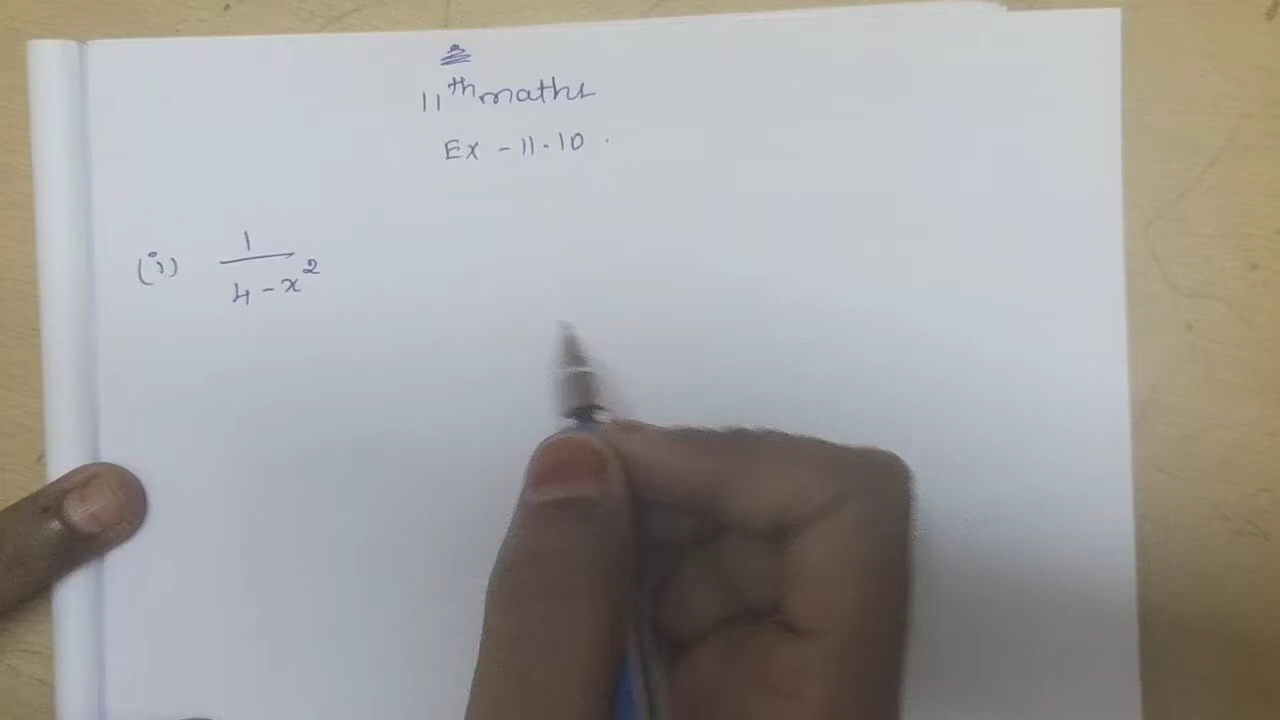 11th maths
Ex - 11.10.
(i) 1/(4-x²)